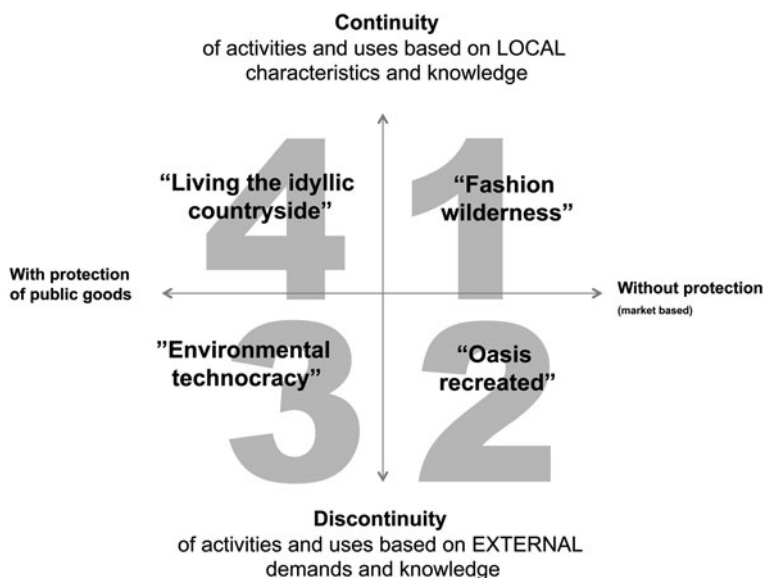 Continuity
of activities and uses based on LOCAL
characteristics and knowledge
4
1
”Living the idyllic
countryside”
“Fashion
wilderness”
With protection
of public goods
Without protection
(market based)
3
2
”Environmental
technocracy”
“Oasis
recreated”
Discontinuity
of activities and uses based on EXTERNAL
demands and knowledge